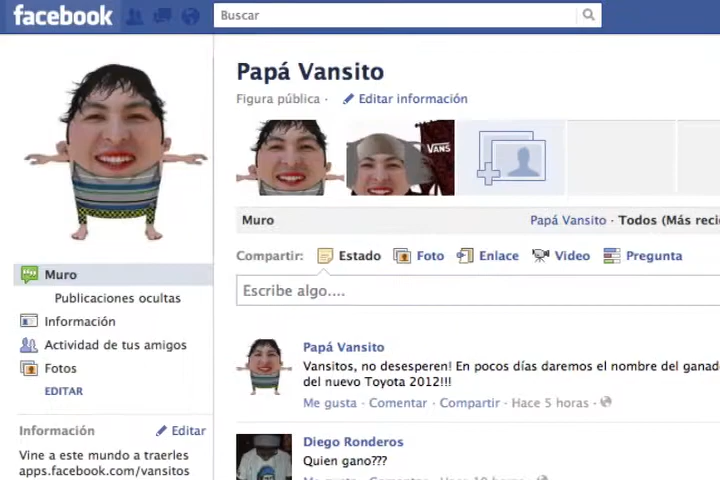 facebook
Buscar
Papá Vansito
Figura pública · Editar información
VANS
Muro
Papá Vansito · Todos (Más reci
Compartir: Estado Foto Enlace Video Pregunta
Escribe algo....
Muro
Publicaciones ocultas
Información
Actividad de tus amigos
Fotos
EDITAR
Información Editar
Vine a este mundo a traerles
apps.facebook.com/vansitos
Papá Vansito
Vansitos, no desesperen! En pocos días daremos el nombre del ganad
del nuevo Toyota 2012!!!
Me gusta · Comentar · Compartir · Hace 5 horas ·
Diego Ronderos
Quien gano???